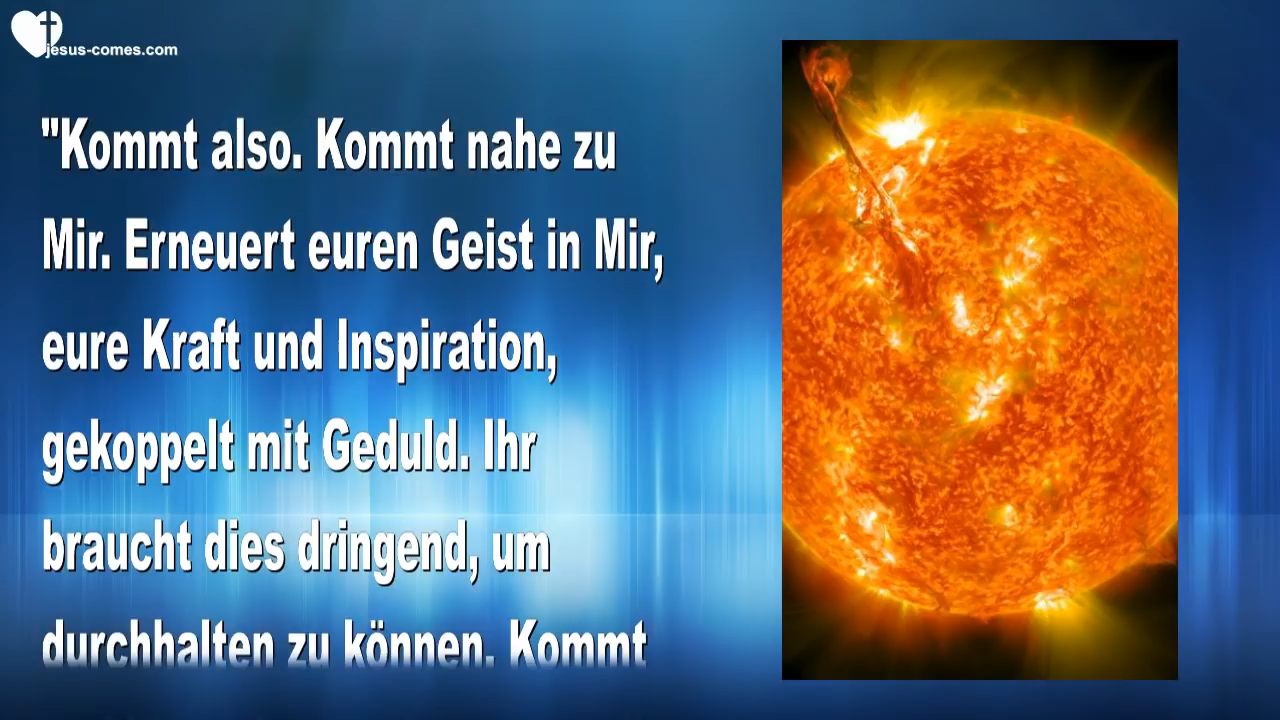 jesus-comes.com
"Kommt also. Kommt nahe zu
Mir. Erneuert euren Geist in Mir,
eure Kraft und Inspiration,
gekoppelt mit Geduld. Ihr
braucht dies dringend, um
durchhalten zu können. Kommt